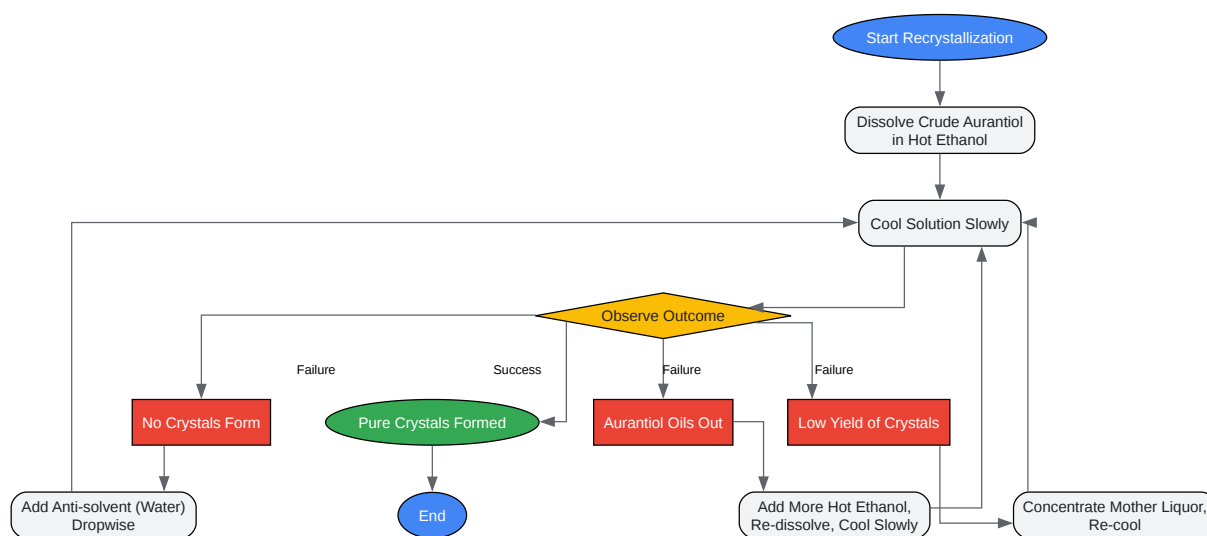 Start Recrystallization
Dissolve Crude Aurantiol
in Hot Ethanol
Cool Solution Slowly
Observe Outcome
Failure
Success
Failure
Failure
No Crystals Form
Pure Crystals Formed
Aurantiol Oils Out
Low Yield of Crystals
Add Anti-solvent (Water)
Dropwise
End
Add More Hot Ethanol,
Re-dissolve, Cool Slowly
Concentrate Mother Liquor,
Re-cool